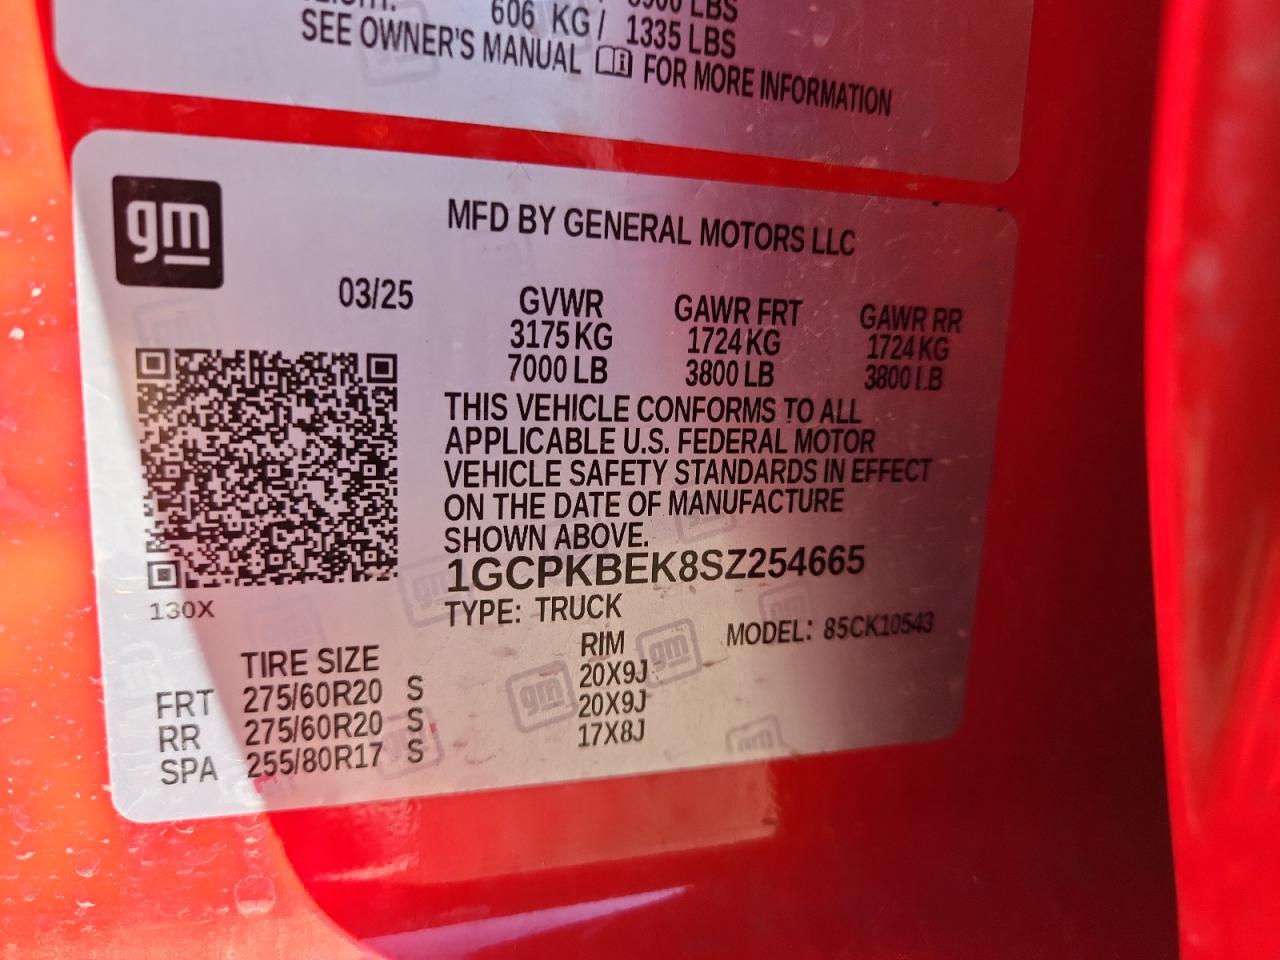 606 KG / 1335 LBS
SEE OWNER'S MANUAL FOR MORE INFORMATION
gm
MFD BY GENERAL MOTORS LLC
03/25 GVWR GAWR FRT GAWR RR
3175 KG 1724 KG 1724 KG
7000 LB 3800 LB 3800 LB
THIS VEHICLE CONFORMS TO ALL
APPLICABLE U.S. FEDERAL MOTOR
VEHICLE SAFETY STANDARDS IN EFFECT
ON THE DATE OF MANUFACTURE
SHOWN ABOVE.
1GCPKBEK8SZ254665
130X
TYPE: TRUCK
MODEL: 85CK10543
TIRE SIZE RIM
FRT 275/60R20 S 20X9J
RR 275/60R20 S 20X9J
SPA 255/80R17 S 17X8J
gm
gm
gm